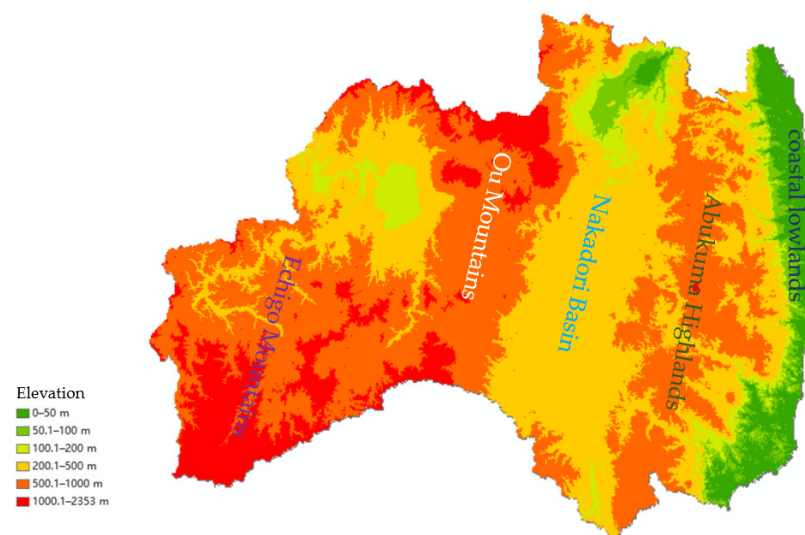 Echigo Mountains
Ou Mountains
Nakadori Basin
Abukuma Highlands
coastal lowlands
Elevation
0–50 m
50.1–100 m
100.1–200 m
200.1–500 m
500.1–1000 m
1000.1–2353 m